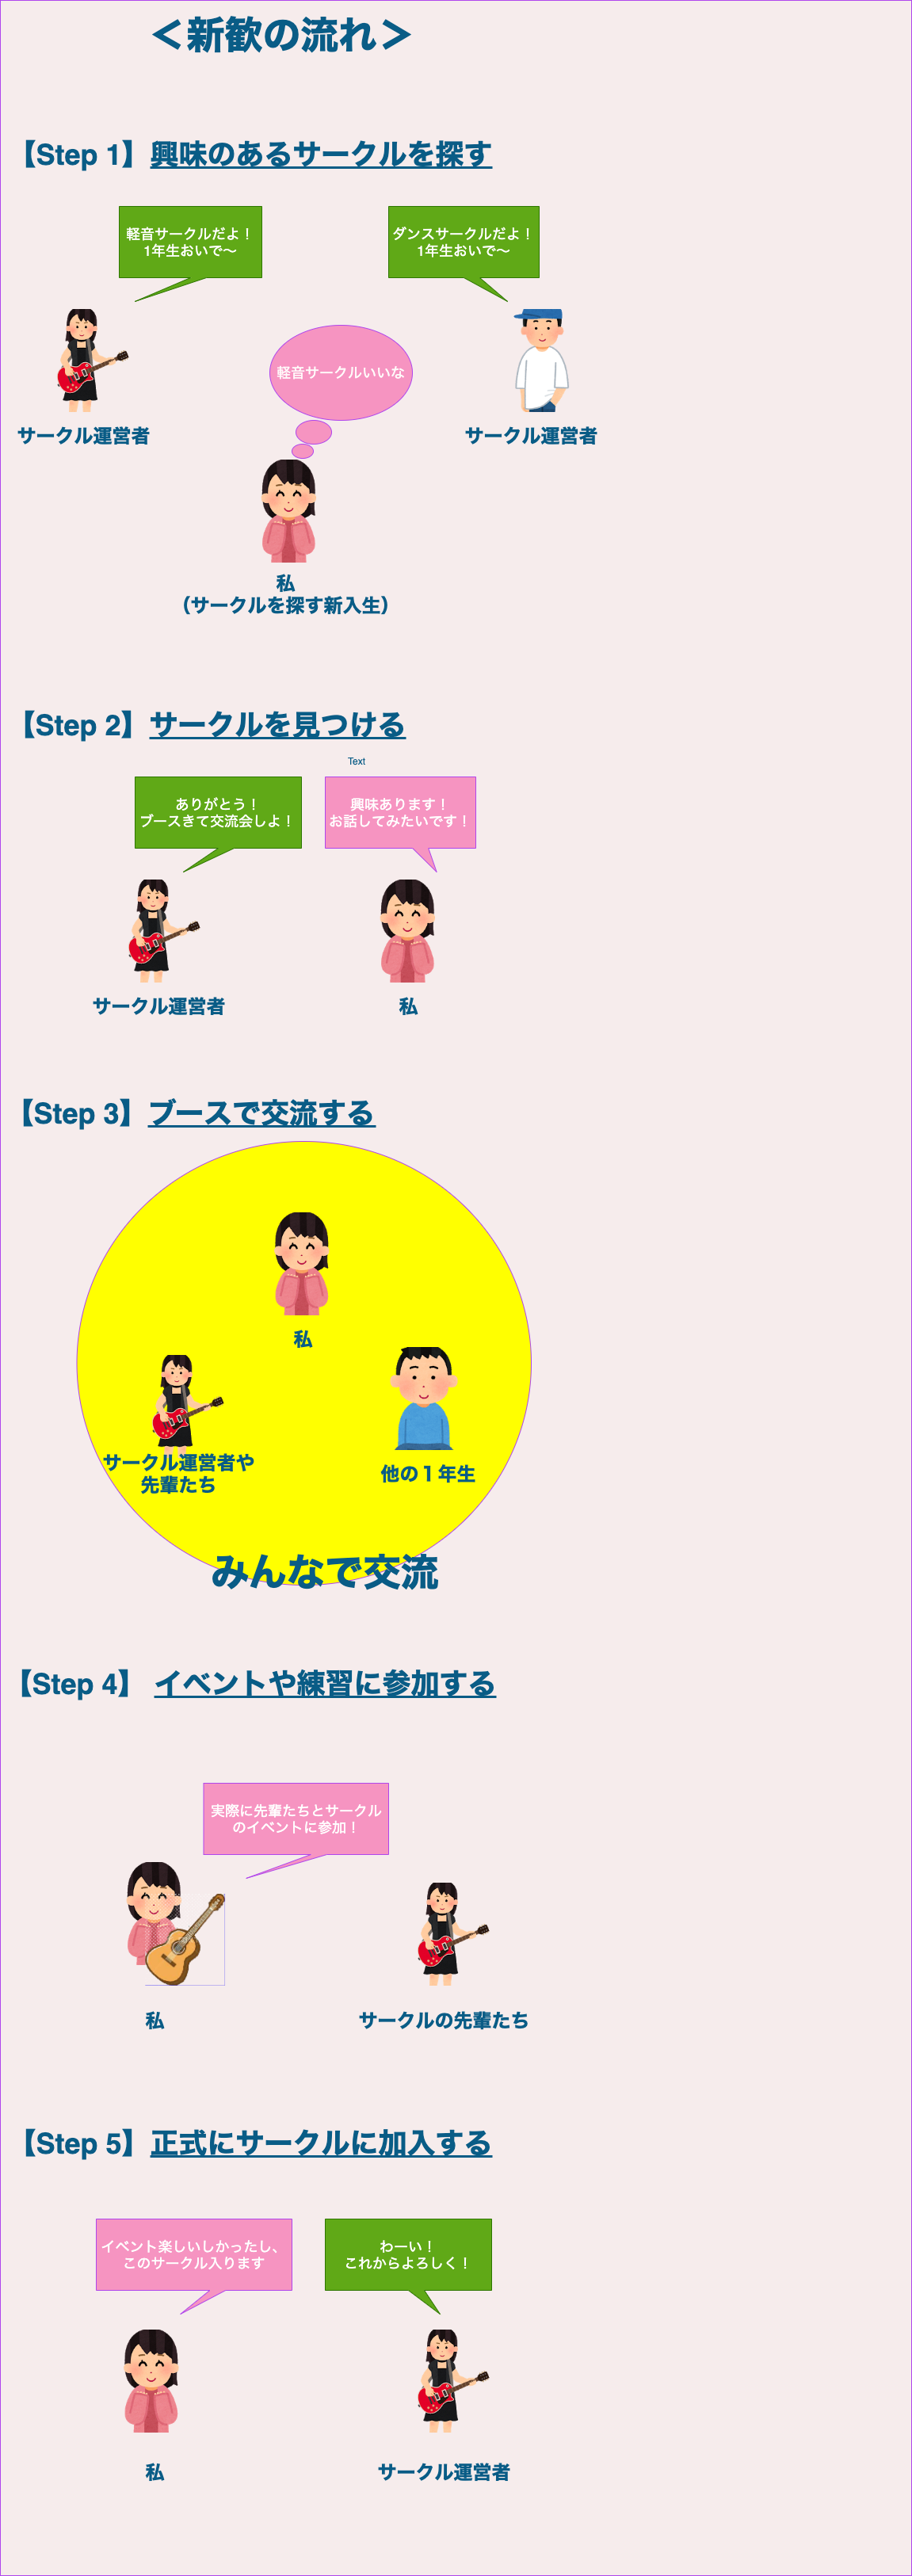 ＜新歓の流れ＞
【Step 1】興味のあるサークルを探す
軽音サークルだよ！
1年生おいで〜
ダンスサークルだよ！
1年生おいで〜
軽音サークルいいな
サークル運営者
サークル運営者
私
（サークルを探す新入生）
【Step 2】サークルを見つける
Text
ありがとう！
ブースきて交流会しよ！
興味あります！
お話してみたいです！
サークル運営者
私
【Step 3】ブースで交流する
私
サークル運営者や
先輩たち
他の１年生
みんなで交流
【Step 4】 イベントや練習に参加する
実際に先輩たちとサークル
のイベントに参加！
私
サークルの先輩たち
【Step 5】正式にサークルに加入する
イベント楽しいしかったし、
このサークル入ります
わーい！
これからよろしく！
私
サークル運営者